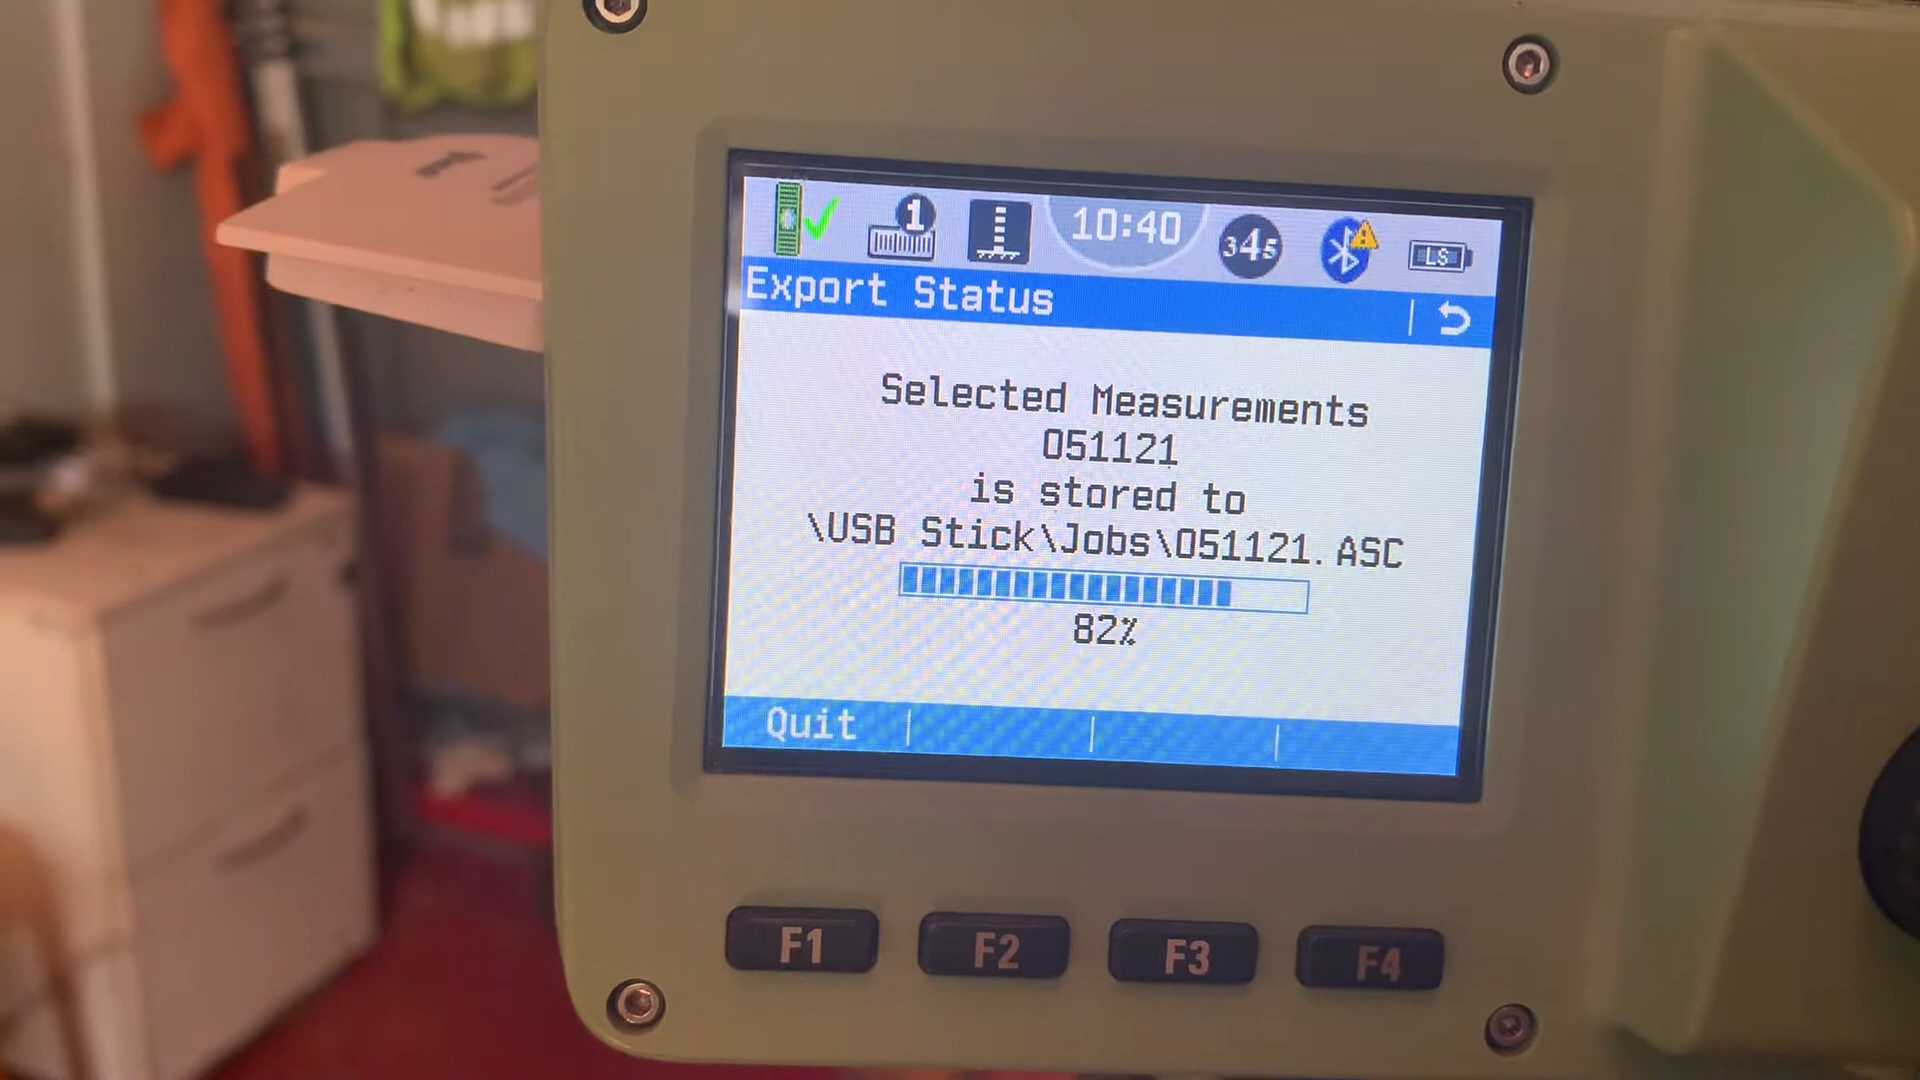 1
10:40
345
LS
Export Status
Selected Measurements
051121
is stored to
\USB Stick\Jobs\051121.ASC
82%
Quit
F1 F2 F3 F4